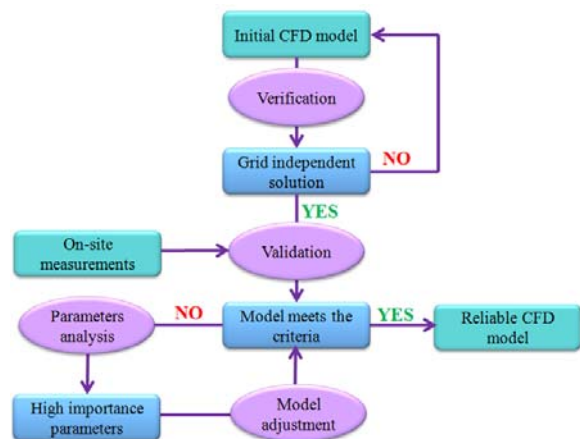 Initial CFD model
Verification
Grid independent
solution
NO
YES
On-site
measurements
Validation
Parameters
analysis
NO
Model meets the
criteria
YES
Reliable CFD
model
High importance
parameters
Model
adjustment